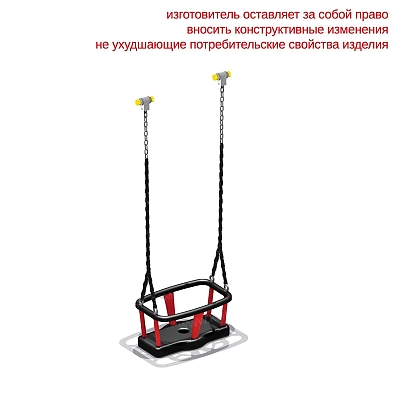 изготовитель оставляет за собой право
вносить конструктивные изменения
не ухудшающие потребительские свойства изделия